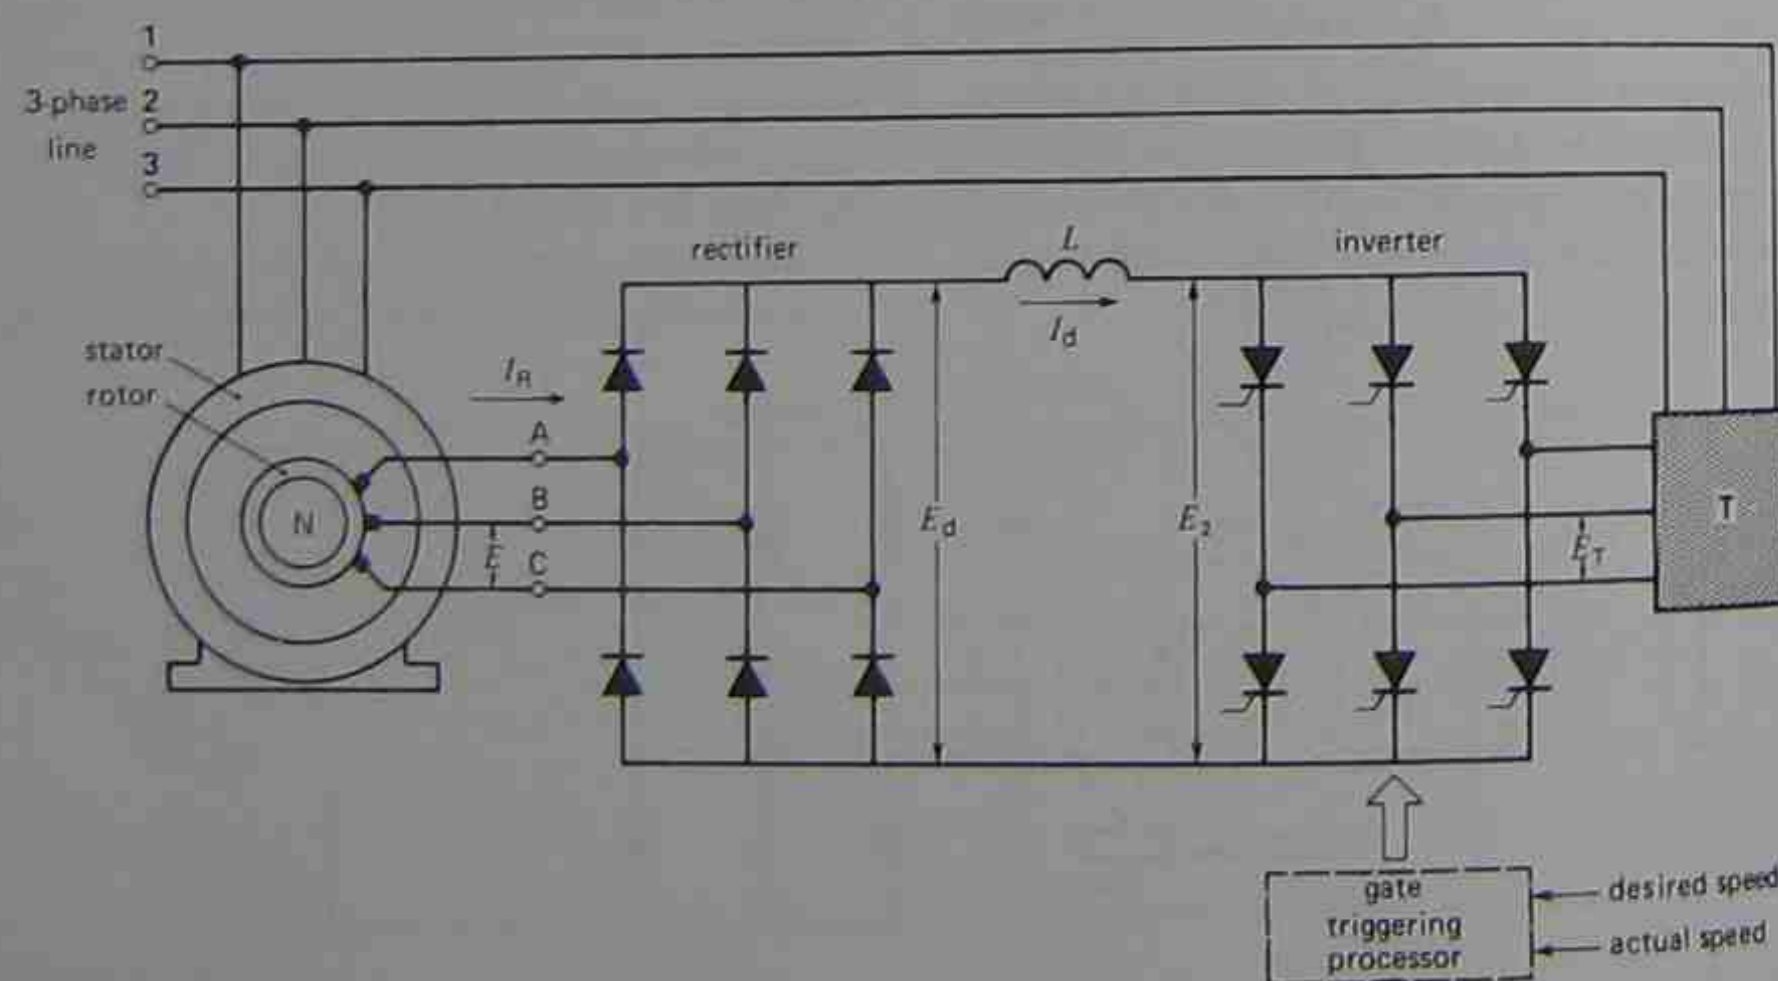 1
3-phase 2
line
3
rectifier
L
inverter
I_d
stator
rotor
I_R
A
B
C
N
E
E_d
E_2
E_T
T
gate
triggering
processor
desired speed
actual speed